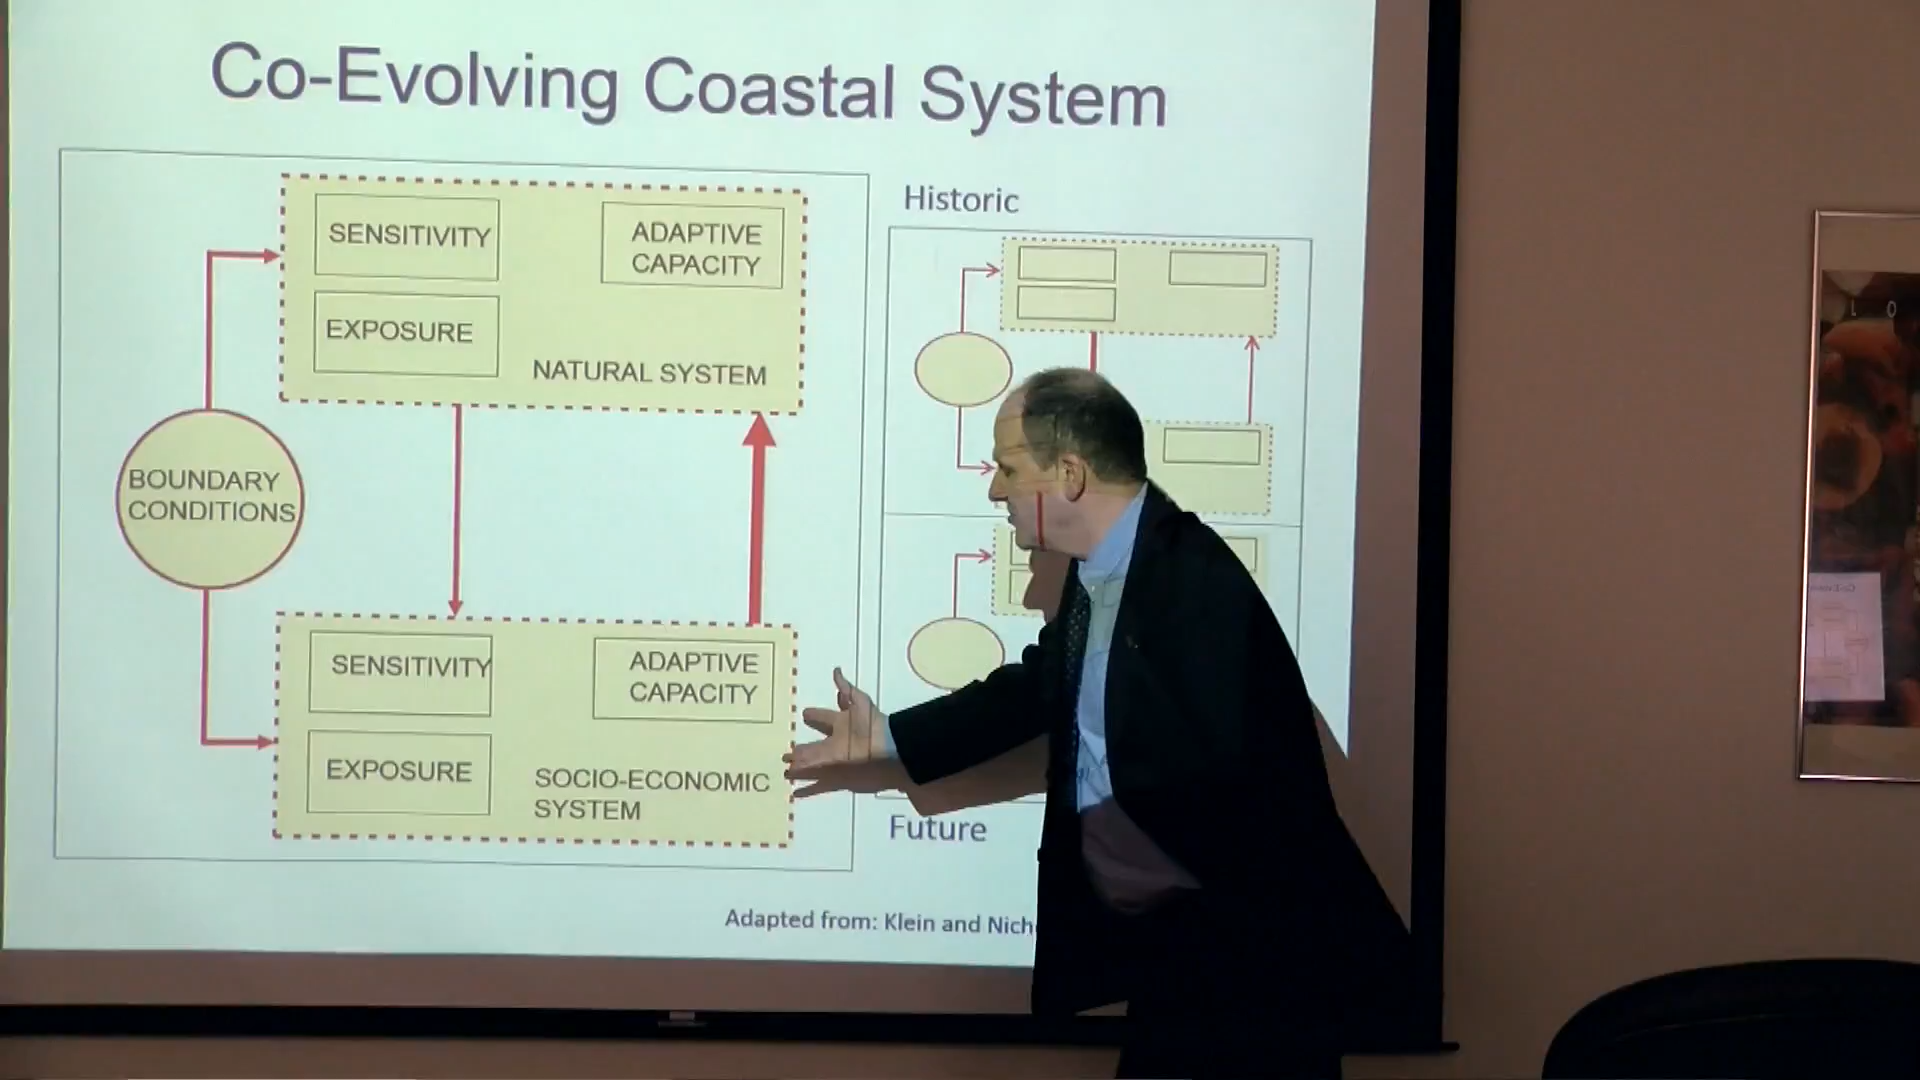 Co-Evolving Coastal System
SENSITIVITY
ADAPTIVE
CAPACITY
EXPOSURE
NATURAL SYSTEM
BOUNDARY
CONDITIONS
SENSITIVITY
ADAPTIVE
CAPACITY
EXPOSURE
SOCIO-ECONOMIC
SYSTEM
Historic
Future
Adapted from: Klein and
L O